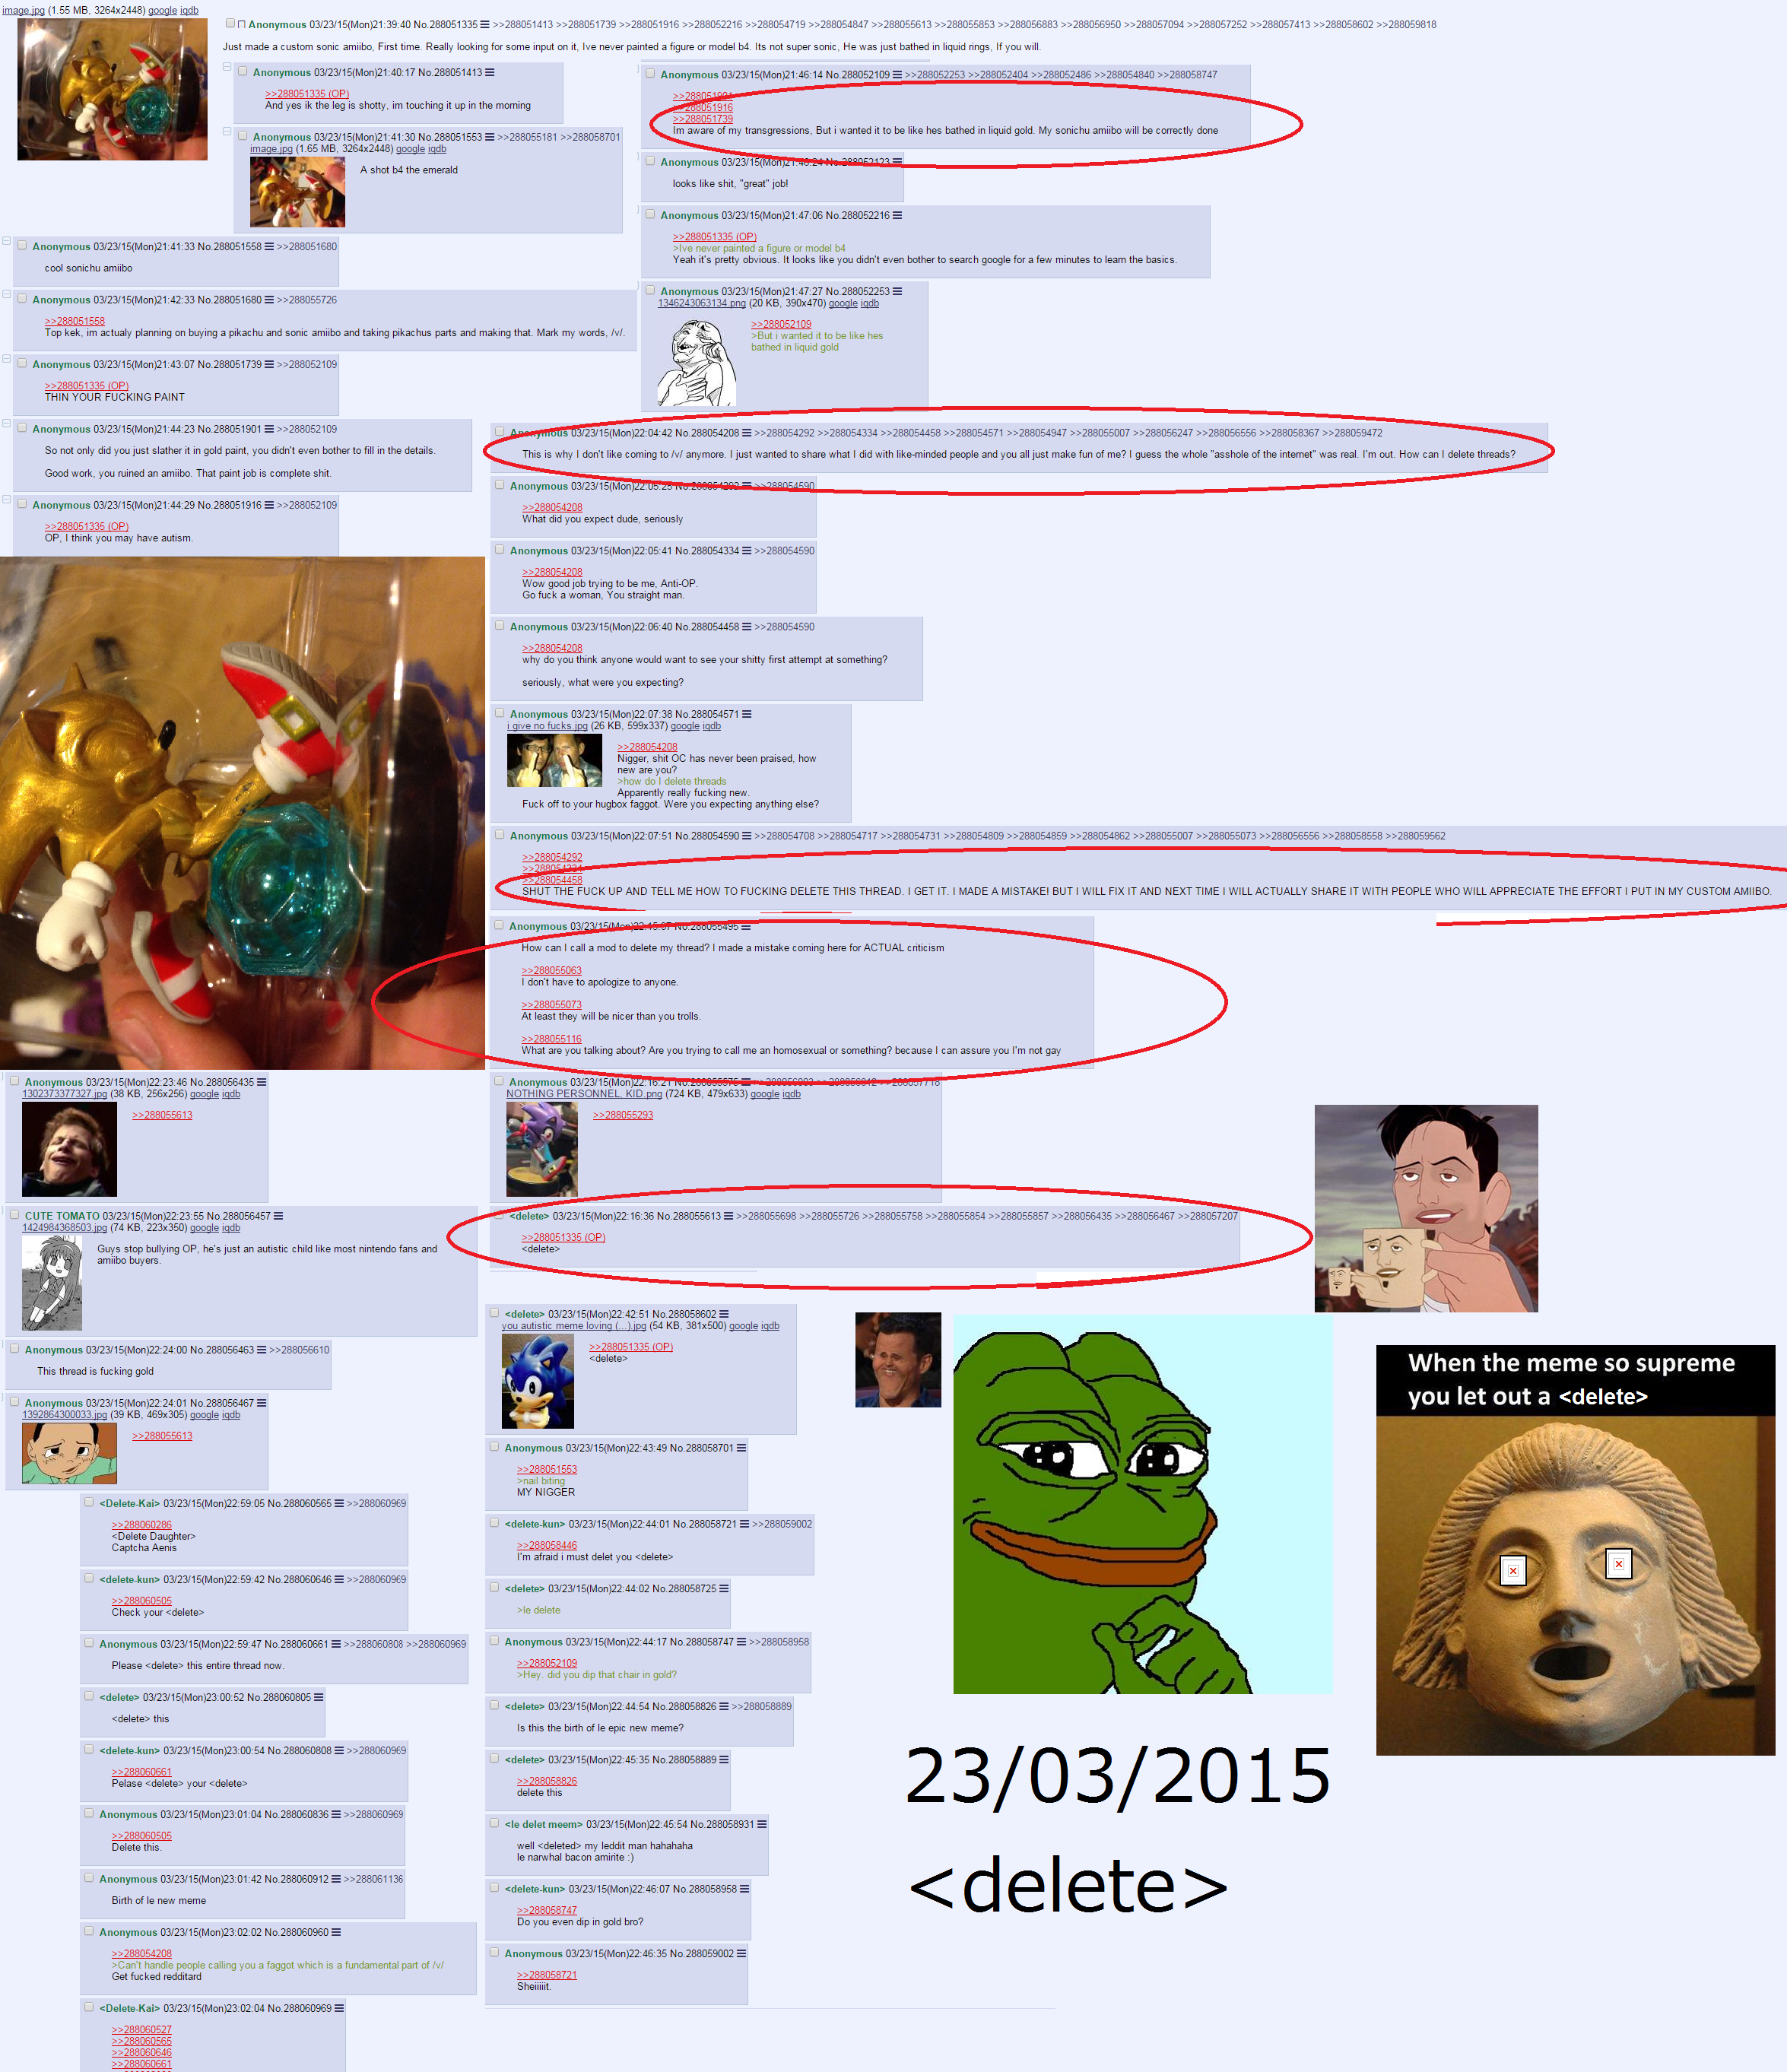 image.jpg (1.55 MB, 3264x2448) google iqdb
Anonymous 03/23/15(Mon)21:39:40 No.288051335 >>288051413 >>288051739 >>288051916 >>288052216 >>288054719 >>288054847 >>288055613 >>288055853 >>288056883 >>288056950 >>288057094 >>288057252 >>288057413 >>288058602 >>288059818
Just made a custom sonic amiibo, First time. Really looking for some input on it, Ive never painted a figure or model b4. Its not super sonic, He was just bathed in liquid rings, If you will.
Anonymous 03/23/15(Mon)21:40:17 No.288051413
>>288051335 (OP)
And yes ik the leg is shotty, im touching it up in the morning
Anonymous 03/23/15(Mon)21:41:30 No.288051553 >>288055181 >>288058701
image.jpg (1.65 MB, 3264x2448) google iqdb
A shot b4 the emerald
Anonymous 03/23/15(Mon)21:41:33 No.288051558 >>288051680
cool sonichu amiibo
Anonymous 03/23/15(Mon)21:42:33 No.288051680 >>288055726
>>288051558
Top kek, im actualy planning on buying a pikachu and sonic amiibo and taking pikachus parts and making that. Mark my words, /v/.
Anonymous 03/23/15(Mon)21:43:07 No.288051739 >>288052109
>>288051335 (OP)
THIN YOUR FUCKING PAINT
Anonymous 03/23/15(Mon)21:44:23 No.288051901 >>288052109
So not only did you just slather it in gold paint, you didn't even bother to fill in the details.
Good work, you ruined an amiibo. That paint job is complete shit.
Anonymous 03/23/15(Mon)21:44:29 No.288051916 >>288052109
>>288051335 (OP)
OP, I think you may have autism.
Anonymous 03/23/15(Mon)21:46:14 No.288052109 >>288052253 >>288052404 >>288052486 >>288054840 >>288058747
>>288051901
>>288051916
>>288051739
Im aware of my transgressions, But i wanted it to be like hes bathed in liquid gold. My sonichu amiibo will be correctly done
Anonymous 03/23/15(Mon)21:46:24 No.288052123
looks like shit, "great" job!
Anonymous 03/23/15(Mon)21:47:06 No.288052216
>>288051335 (OP)
>Ive never painted a figure or model b4
Yeah it's pretty obvious. It looks like you didn't even bother to search google for a few minutes to learn the basics.
Anonymous 03/23/15(Mon)21:47:27 No.288052253
1346243063134.png (20 KB, 390x470) google iqdb
>>288052109
>But i wanted it to be like hes
bathed in liquid gold
Anonymous 03/23/15(Mon)22:04:42 No.288054208 >>288054292 >>288054334 >>288054458 >>288054571 >>288054947 >>288055007 >>288056247 >>288056556 >>288058367 >>288059472
This is why I don't like coming to /v/ anymore. I just wanted to share what I did with like-minded people and you all just make fun of me? I guess the whole "asshole of the internet" was real. I'm out. How can I delete threads?
Anonymous 03/23/15(Mon)22:05:25 No.288054292 >>288054590
>>288054208
What did you expect dude, seriously
Anonymous 03/23/15(Mon)22:05:41 No.288054334 >>288054590
>>288054208
Wow good job trying to be me, Anti-OP.
Go fuck a woman, You straight man.
Anonymous 03/23/15(Mon)22:06:40 No.288054458 >>288054590
>>288054208
why do you think anyone would want to see your shitty first attempt at something?
seriously, what were you expecting?
Anonymous 03/23/15(Mon)22:07:38 No.288054571
i give no fucks.jpg (26 KB, 599x337) google iqdb
>>288054208
Nigger, shit OC has never been praised, how
new are you?
>how do I delete threads
Apparently really fucking new.
Fuck off to your hugbox faggot. Were you expecting anything else?
Anonymous 03/23/15(Mon)22:07:51 No.288054590 >>288054708 >>288054717 >>288054731 >>288054809 >>288054859 >>288054862 >>288055007 >>288055073 >>288056556 >>288058558 >>288059562
>>288054292
>>288054334
>>288054458
SHUT THE FUCK UP AND TELL ME HOW TO FUCKING DELETE THIS THREAD. I GET IT. I MADE A MISTAKE! BUT I WILL FIX IT AND NEXT TIME I WILL ACTUALLY SHARE IT WITH PEOPLE WHO WILL APPRECIATE THE EFFORT I PUT IN MY CUSTOM AMIIBO.
Anonymous 03/23/15(Mon)22:15:37 No.288055495
How can I call a mod to delete my thread? I made a mistake coming here for ACTUAL criticism
>>288055063
I don't have to apologize to anyone.
>>288055073
At least they will be nicer than you trolls.
>>288055116
What are you talking about? Are you trying to call me an homosexual or something? because I can assure you I'm not gay
Anonymous 03/23/15(Mon)22:16:21
NOTHING PERSONNEL, KID.png (724 KB, 479x633) google iqdb
>>288055293
<delete> 03/23/15(Mon)22:16:36 No.288055613 >>288055698 >>288055726 >>288055758 >>288055854 >>288055857 >>288056435 >>288056467 >>288057207
>>288051335 (OP)
<delete>
Anonymous 03/23/15(Mon)22:23:46 No.288056435
1302373377327.jpg (38 KB, 256x256) google iqdb
>>288055613
CUTE TOMATO 03/23/15(Mon)22:23:55 No.288056457
1424984368503.jpg (74 KB, 223x350) google iqdb
Guys stop bullying OP, he's just an autistic child like most nintendo fans and
amiibo buyers.
Anonymous 03/23/15(Mon)22:24:00 No.288056463 >>288056610
This thread is fucking gold
Anonymous 03/23/15(Mon)22:24:01 No.288056467
1392864300033.jpg (39 KB, 469x305) google iqdb
>>288055613
<delete> 03/23/15(Mon)22:42:51 No.288058602
you autistic meme loving (...).jpg (54 KB, 381x500) google iqdb
>>288051335 (OP)
<delete>
Anonymous 03/23/15(Mon)22:43:49 No.288058701
>>288051553
>nail biting
MY NIGGER
<delete-kun> 03/23/15(Mon)22:44:01 No.288058721 >>288059002
>>288058446
I'm afraid i must delet you <delete>
<delete> 03/23/15(Mon)22:44:02 No.288058725
>le delete
Anonymous 03/23/15(Mon)22:44:17 No.288058747 >>288058958
>>288052109
>Hey. did you dip that chair in gold?
<delete> 03/23/15(Mon)22:44:54 No.288058826 >>288058889
Is this the birth of le epic new meme?
<delete> 03/23/15(Mon)22:45:35 No.288058889
>>288058826
delete this
<le delet meem> 03/23/15(Mon)22:45:54 No.288058931
well <deleted> my leddit man hahahaha
le narwhal bacon amirite :)
<delete-kun> 03/23/15(Mon)22:46:07 No.288058958
>>288058747
Do you even dip in gold bro?
Anonymous 03/23/15(Mon)22:46:35 No.288059002
>>288058721
Sheiiiiit.
<Delete-Kai> 03/23/15(Mon)22:59:05 No.288060565 >>288060969
>>288060286
<Delete Daughter>
Captcha Aenis
<delete-kun> 03/23/15(Mon)22:59:42 No.288060646 >>288060969
>>288060505
Check your <delete>
Anonymous 03/23/15(Mon)22:59:47 No.288060661 >>288060808 >>288060969
Please <delete> this entire thread now.
<delete> 03/23/15(Mon)23:00:52 No.288060805
<delete> this
<delete-kun> 03/23/15(Mon)23:00:54 No.288060808 >>288060969
>>288060661
Pelase <delete> your <delete>
Anonymous 03/23/15(Mon)23:01:04 No.288060836 >>288060969
>>288060505
Delete this.
Anonymous 03/23/15(Mon)23:01:42 No.288060912 >>288061136
Birth of le new meme
Anonymous 03/23/15(Mon)23:02:02 No.288060960
>>288054208
>Can't handle people calling you a faggot which is a fundamental part of /v/
Get fucked redditard
<Delete-Kai> 03/23/15(Mon)23:02:04 No.288060969
>>288060527
>>288060565
>>288060646
>>288060661
When the meme so supreme
you let out a <delete>
23/03/2015
<delete>